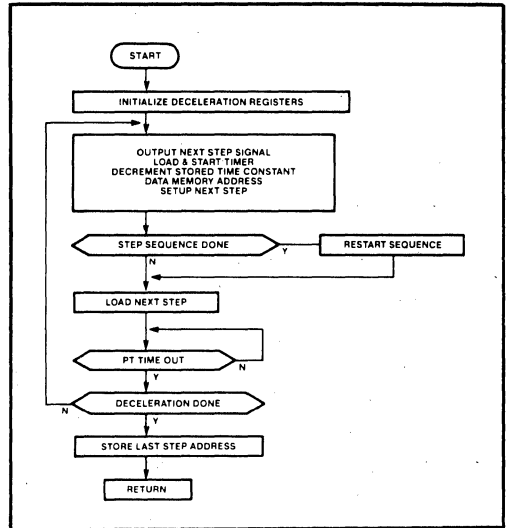 START
INITIALIZE DECELERATION REGISTERS
OUTPUT NEXT STEP SIGNAL
LOAD & START TIMER
DECREMENT STORED TIME CONSTANT
DATA MEMORY ADDRESS
SETUP NEXT STEP
STEP SEQUENCE DONE
Y
RESTART SEQUENCE
N
LOAD NEXT STEP
PT TIME OUT
N
Y
DECELERATION DONE
N
Y
STORE LAST STEP ADDRESS
RETURN